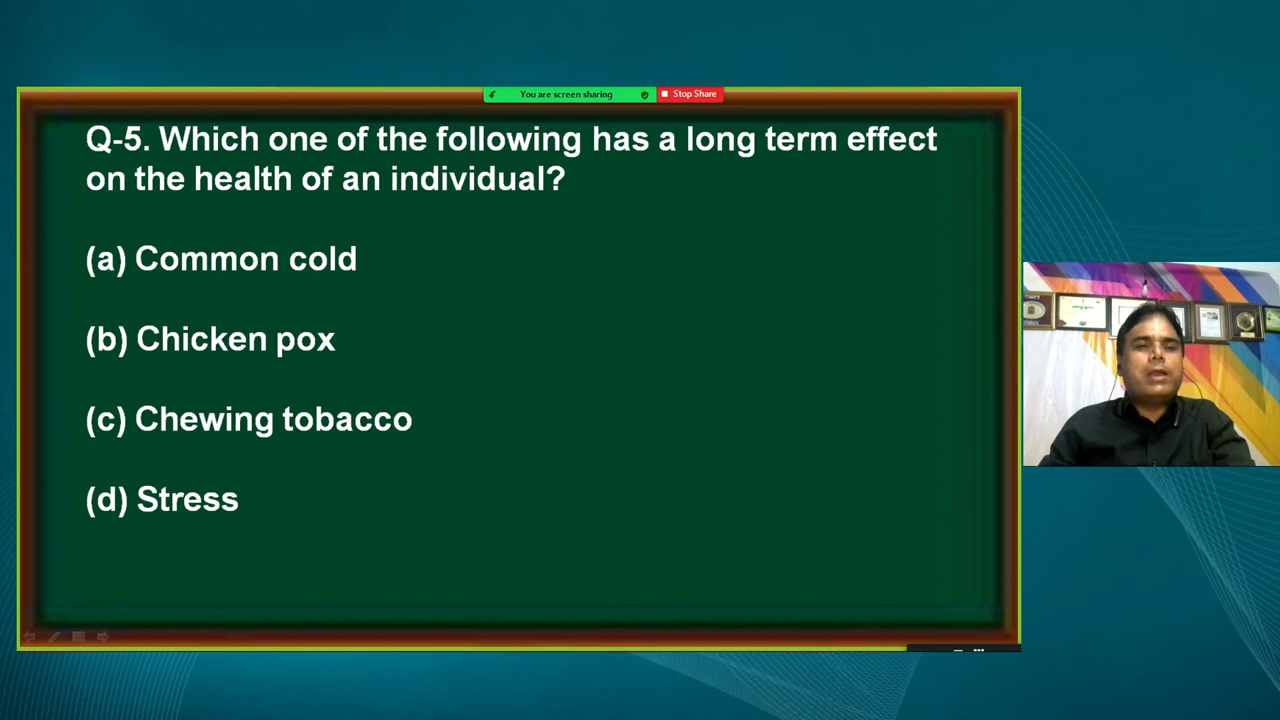 You are screen sharing
Stop Share
Q-5. Which one of the following has a long term effect
on the health of an individual?
(a) Common cold
(b) Chicken pox
(c) Chewing tobacco
(d) Stress